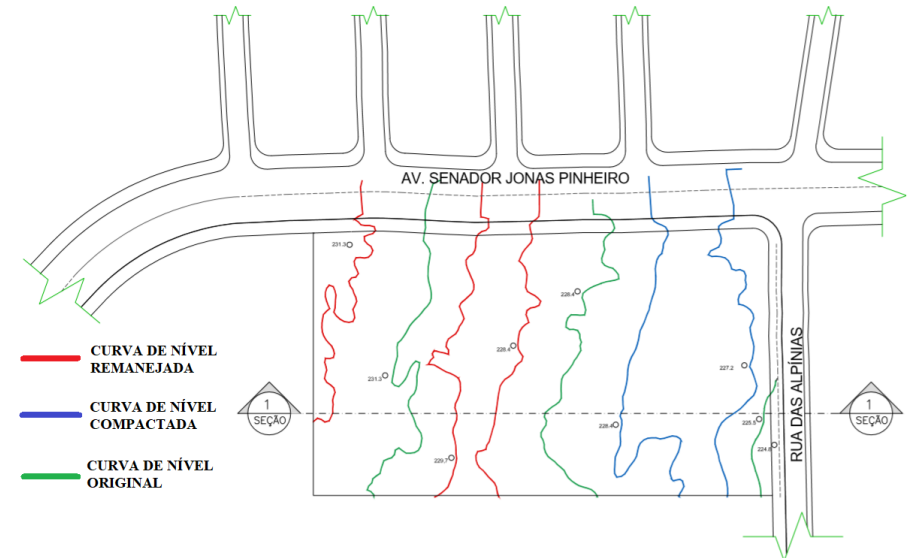 AV. SENADOR JONAS PINHEIRO
231.3
228.4
228.4
CURVA DE NÍVEL
REMANEJADA
231.3
227.2
RUA DAS ALPÍNIAS
CURVA DE NÍVEL
COMPACTADA
1
SEÇÃO
1
SEÇÃO
228.4
225.5
CURVA DE NÍVEL
ORIGINAL
229.7
224.8